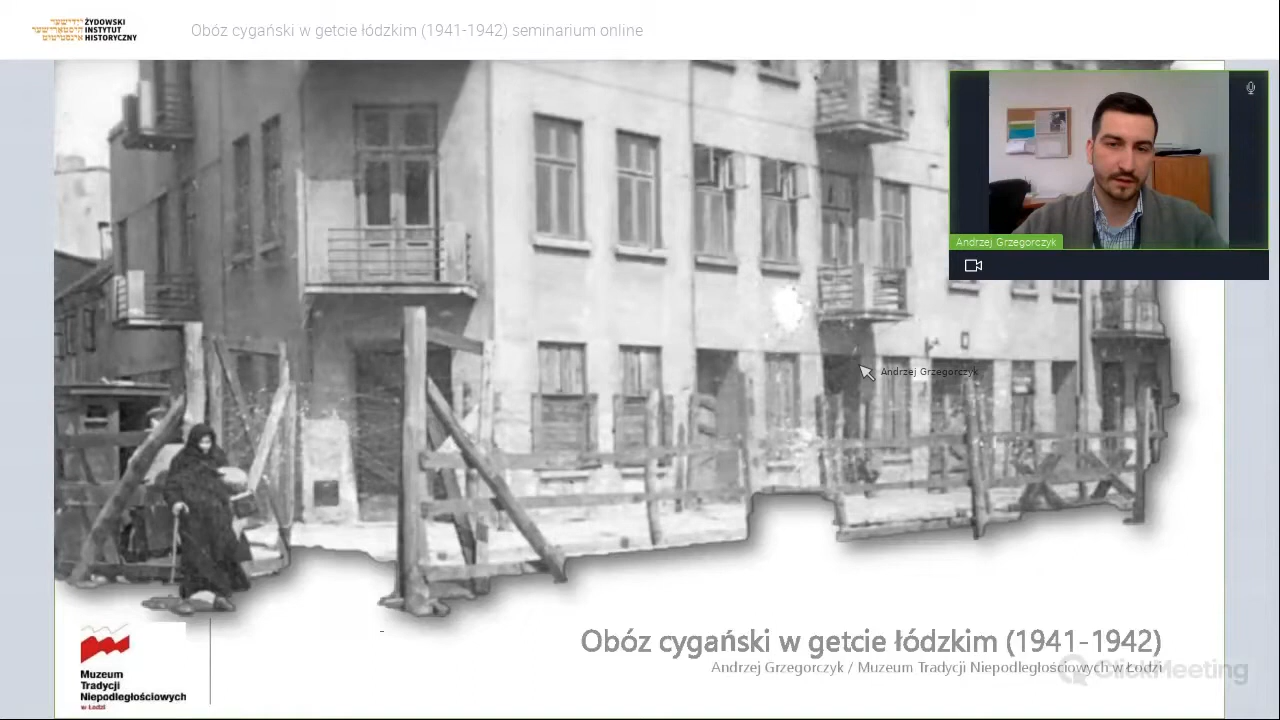 ŻYDOWSKI
INSTYTUT
HISTORYCZNY
Obóz cygański w getcie łódzkim (1941-1942) seminarium online
Andrzej Grzegorczyk
Andrzej Grzegorczyk
Obóz cygański w getcie łódzkim (1941-1942)
Andrzej Grzegorczyk / Muzeum Tradycji Niepodległościowych w Łodzi
ClickMeeting
Muzeum
Tradycji
Niepodległościowych
w Łodzi